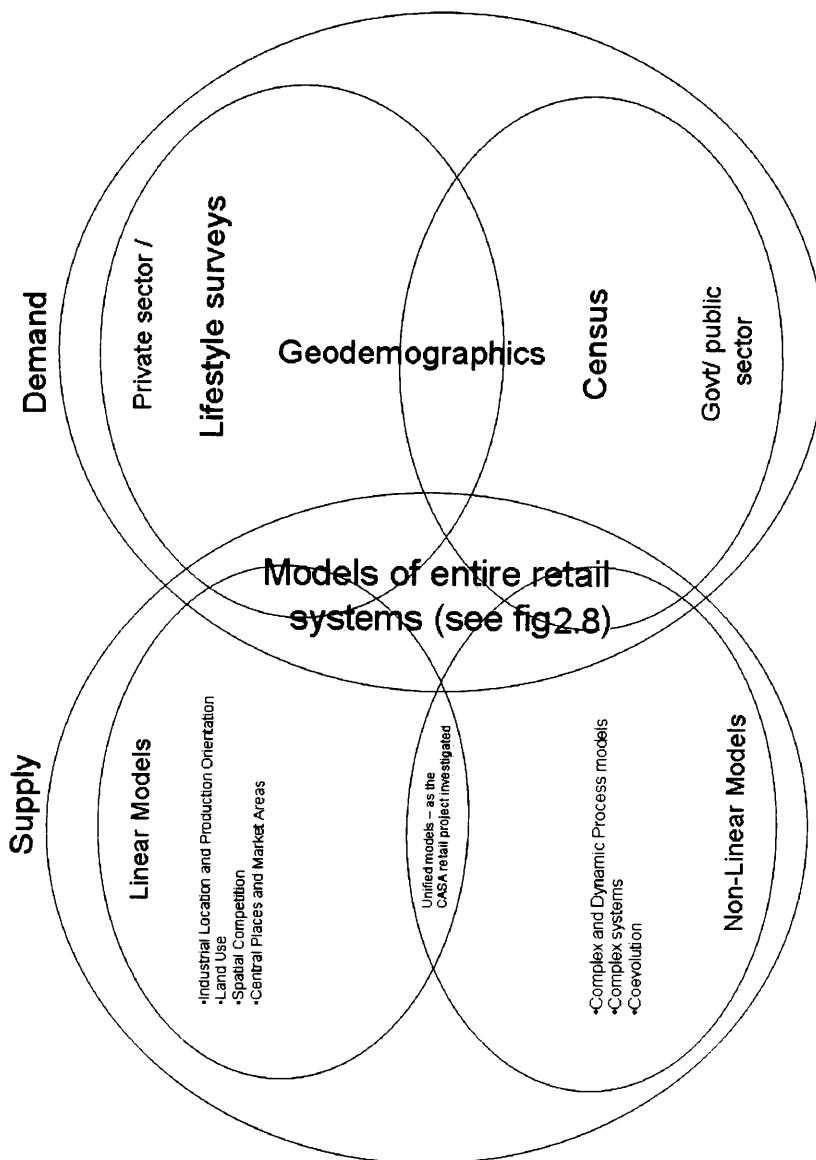 Supply
Linear Models
•Industrial Location and Production Orientation
•Land Use
•Spatial Competition
•Central Places and Market Areas
Unified models – as the
CASA retail project investigated
•Complex and Dynamic Process models
•Complex systems
•Coevolution
Non-Linear Models
Models of entire retail
systems (see fig2.8)
Demand
Private sector /
Lifestyle surveys
Geodemographics
Census
Govt/ public
sector